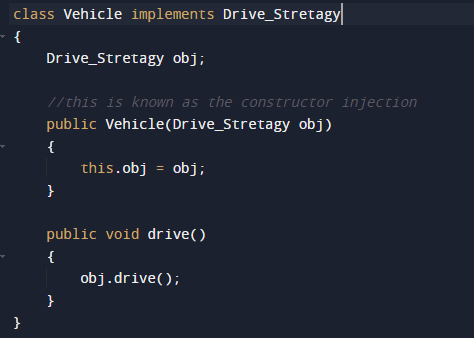 class Vehicle implements Drive_Stretagy
{
    Drive_Stretagy obj;

    //this is known as the constructor injection
    public Vehicle(Drive_Stretagy obj)
    {
        this.obj = obj;
    }

    public void drive()
    {
        obj.drive();
    }
}